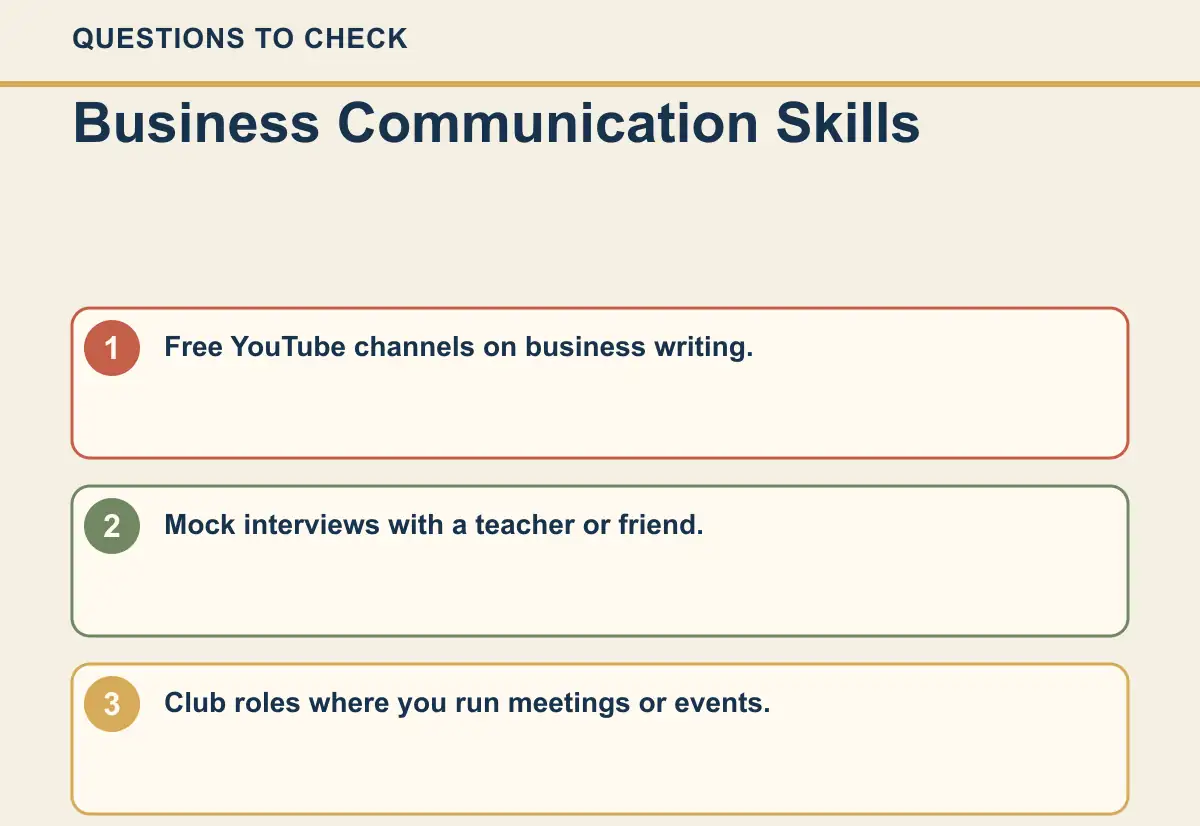 QUESTIONS TO CHECK
Business Communication Skills
1
Free YouTube channels on business writing.
2
Mock interviews with a teacher or friend.
3
Club roles where you run meetings or events.